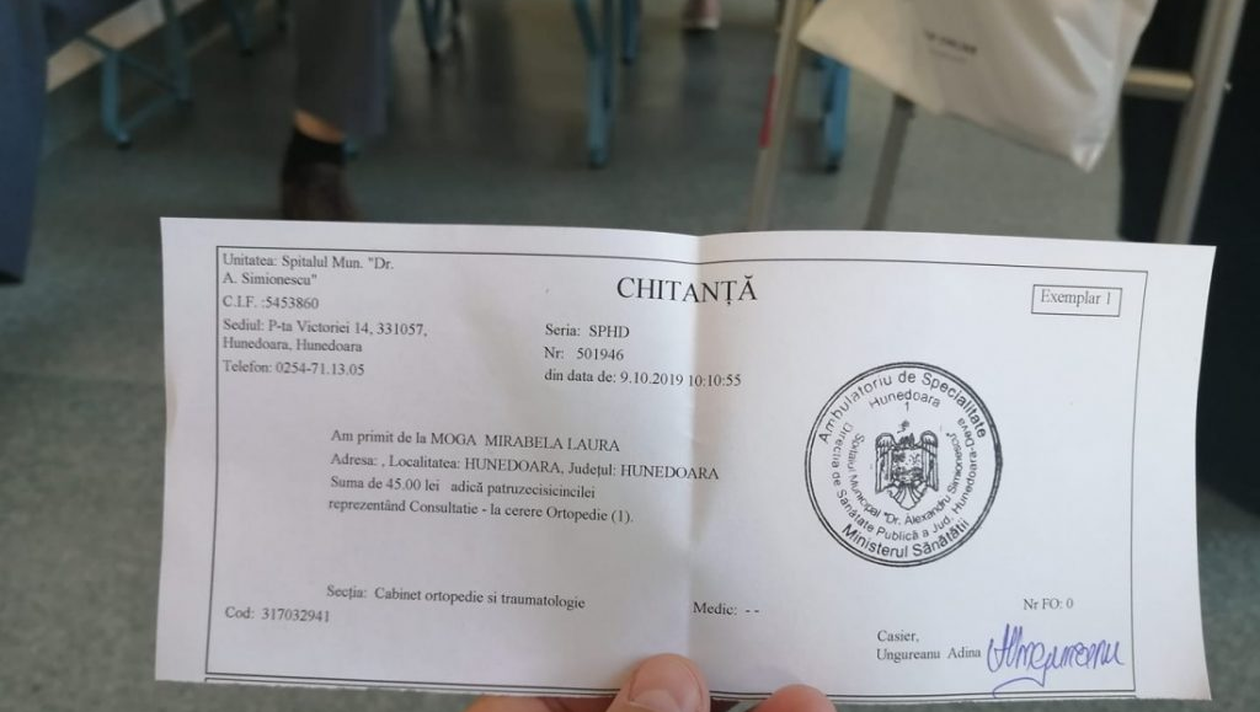 Unitatea: Spitalul Mun. "Dr.
A. Simionescu"
C.I.F. :5453860
Sediul: P-ta Victoriei 14, 331057,
Hunedoara, Hunedoara
Telefon: 0254-71.13.05
CHITANȚĂ
Exemplar 1
Seria: SPHD
Nr: 501946
din data de: 9.10.2019 10:10:55
Am primit de la MOGA MIRABELA LAURA
Adresa: , Localitatea: HUNEDOARA, Județul: HUNEDOARA
Suma de 45.00 lei adică patruzecisicincilei
reprezentând Consultatie - la cerere Ortopedie (1).
Ambulatoriu de Specialitate
Hunedoara
1
Direcția de Sănătate Publică a Jud. Hunedoara-Deva
Spitalul Municipal "Dr. Alexandru Simionescu"
Ministerul Sănătății
Secția: Cabinet ortopedie si traumatologie
Medic: - -
Nr FO: 0
Cod: 317032941
Casier,
Ungureanu Adina
Ungureanu